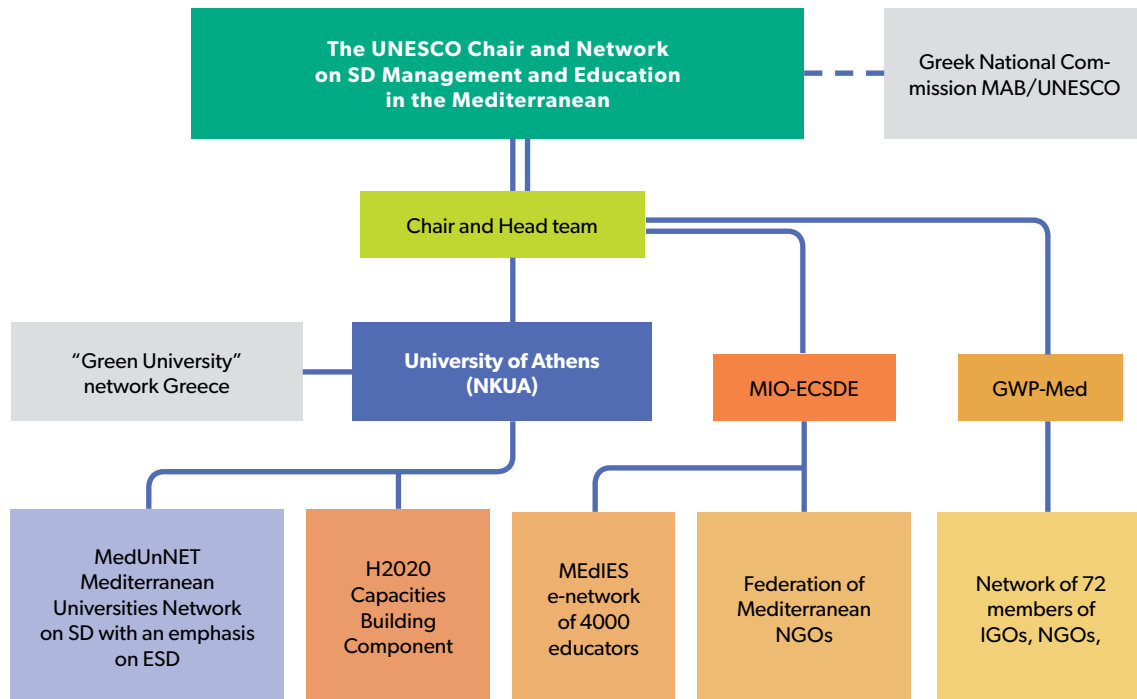 The UNESCO Chair and Network
on SD Management and Education
in the Mediterranean
Greek National Com-
mission MAB/UNESCO
Chair and Head team
“Green University”
network Greece
University of Athens
(NKUA)
MIO-ECSDE
GWP-Med
MedUnNET
Mediterranean
Universities Network
on SD with an emphasis
on ESD
H2020
Capacities
Building
Component
MEdIES
e-network
of 4000
educators
Federation of
Mediterranean
NGOs
Network of 72
members of
IGOs, NGOs,